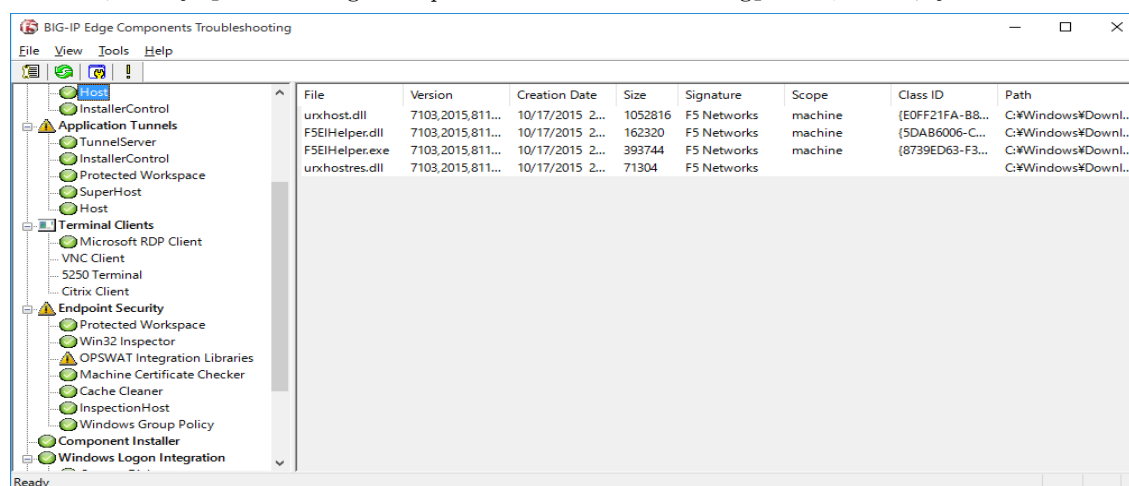 BIG-IP Edge Components Troubleshooting
File View Tools Help
Host
InstallerControl
Application Tunnels
TunnelServer
InstallerControl
Protected Workspace
SuperHost
Host
Terminal Clients
Microsoft RDP Client
VNC Client
5250 Terminal
Citrix Client
Endpoint Security
Protected Workspace
Win32 Inspector
OPSWAT Integration Libraries
Machine Certificate Checker
Cache Cleaner
InspectionHost
Windows Group Policy
Component Installer
Windows Logon Integration
File Version Creation Date Size Signature Scope Class ID Path
urxhost.dll 7103,2015,811... 10/17/2015 2... 1052816 F5 Networks machine {E0FF21FA-B8... C:¥Windows¥Downl...
F5EIHelper.dll 7103,2015,811... 10/17/2015 2... 162320 F5 Networks machine {5DAB6006-C... C:¥Windows¥Downl...
F5EIHelper.exe 7103,2015,811... 10/17/2015 2... 393744 F5 Networks machine {8739ED63-F3... C:¥Windows¥Downl...
urxhostres.dll 7103,2015,811... 10/17/2015 2... 71304 F5 Networks C:¥Windows¥Downl...
Ready